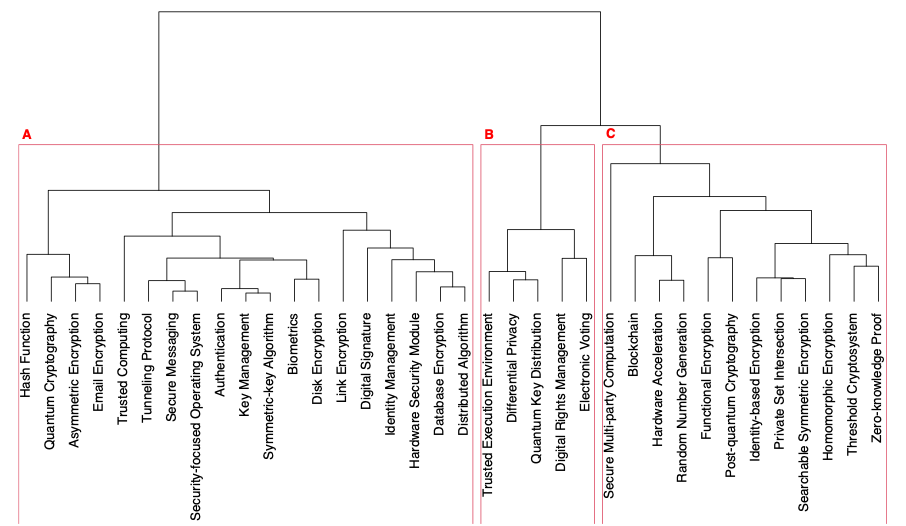 A
B
C
Hash Function
Quantum Cryptography
Asymmetric Encryption
Email Encryption
Trusted Computing
Tunneling Protocol
Secure Messaging
Security-focused Operating System
Authentication
Key Management
Symmetric-key Algorithm
Biometrics
Disk Encryption
Link Encryption
Digital Signature
Identity Management
Hardware Security Module
Database Encryption
Distributed Algorithm
Trusted Execution Environment
Differential Privacy
Quantum Key Distribution
Digital Rights Management
Electronic Voting
Secure Multi-party Computation
Blockchain
Hardware Acceleration
Random Number Generation
Functional Encryption
Post-quantum Cryptography
Identity-based Encryption
Private Set Intersection
Searchable Symmetric Encryption
Homomorphic Encryption
Threshold Cryptosystem
Zero-knowledge Proof